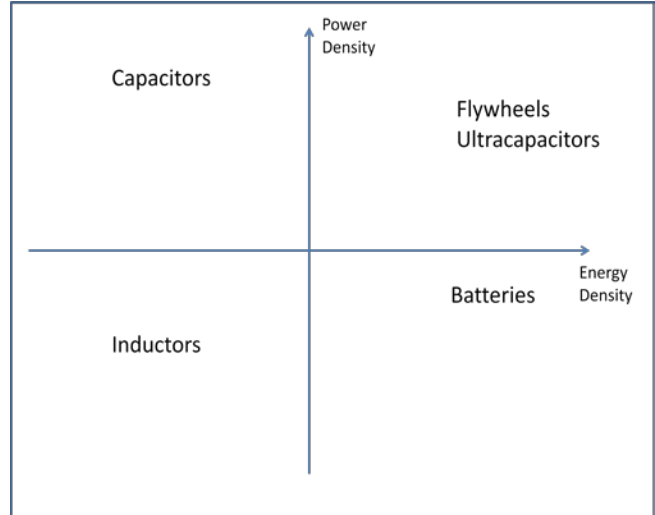 Power
Density
Capacitors
Flywheels
Ultracapacitors
Energy
Density
Batteries
Inductors